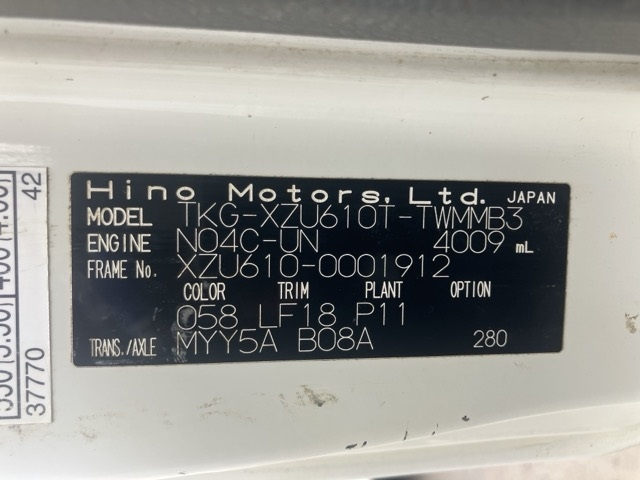 Hino Motors, Ltd. JAPAN
MODEL TKG-XZU610T-TWMMB3
ENGINE N04C-UN 4009 mL
FRAME No. XZU610-0001912
COLOR TRIM PLANT OPTION
058 LF18 P11
TRANS./AXLE MYY5A B08A 280
42
37770